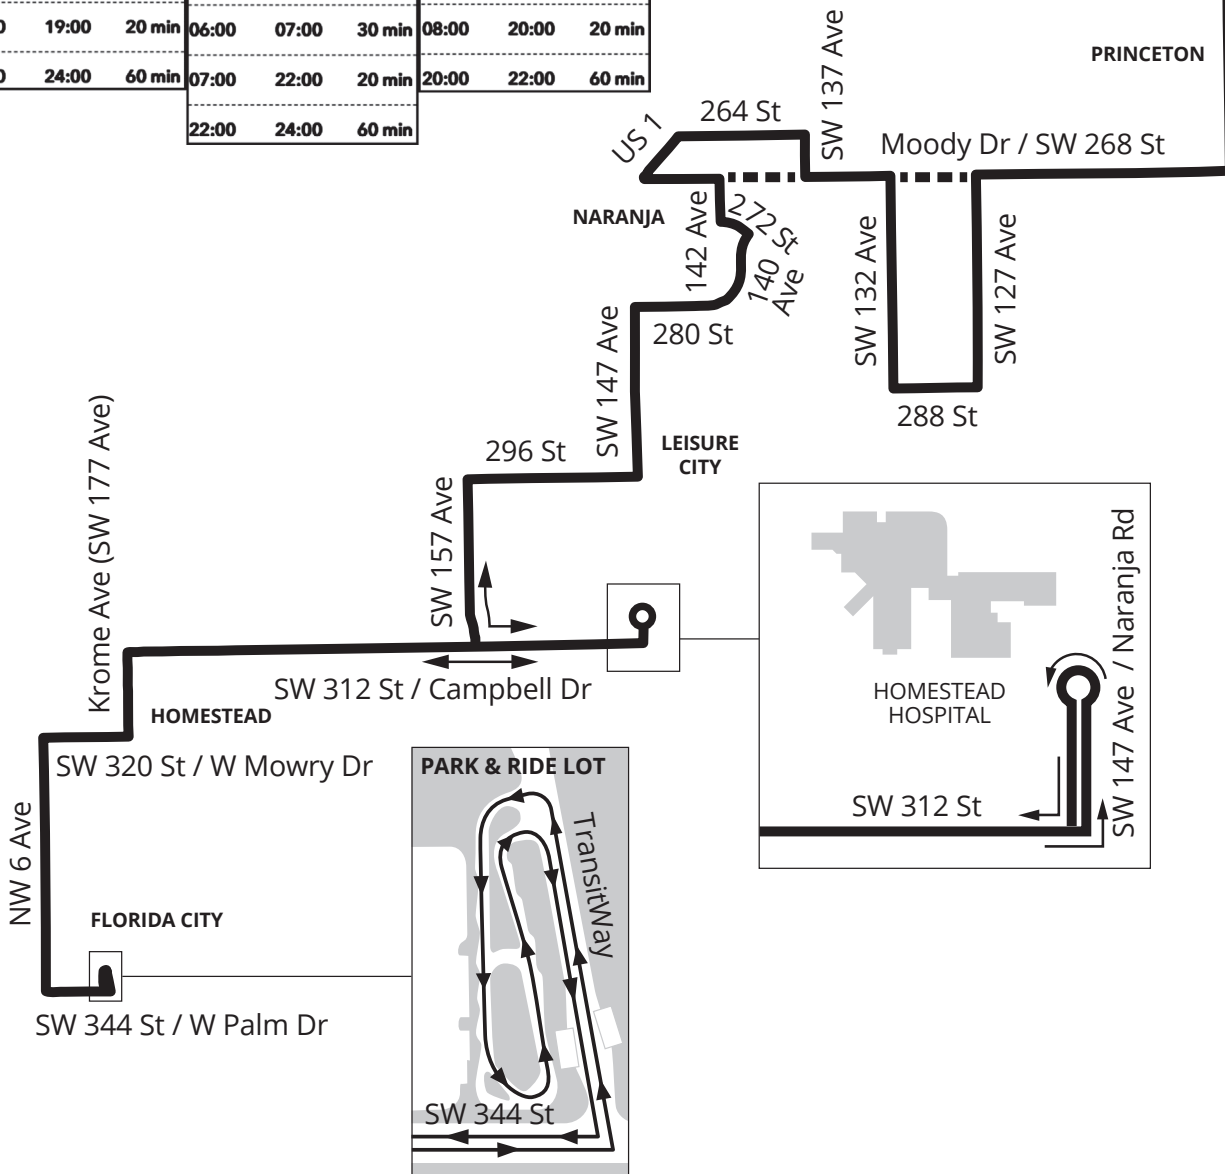 19:00 20 min
24:00 60 min
06:00 07:00 30 min
07:00 22:00 20 min
22:00 24:00 60 min
08:00 20:00 20 min
20:00 22:00 60 min
PRINCETON
SW 137 Ave
264 St
US 1
Moody Dr / SW 268 St
NARANJA
142 Ave
272 St
140
Ave
SW 132 Ave
SW 127 Ave
280 St
SW 147 Ave
288 St
LEISURE
CITY
296 St
SW 157 Ave
Krome Ave (SW 177 Ave)
SW 312 St / Campbell Dr
HOMESTEAD
SW 320 St / W Mowry Dr
NW 6 Ave
FLORIDA CITY
SW 344 St / W Palm Dr
PARK & RIDE LOT
TransitWay
SW 344 St
HOMESTEAD
HOSPITAL
SW 312 St
SW 147 Ave / Naranja Rd